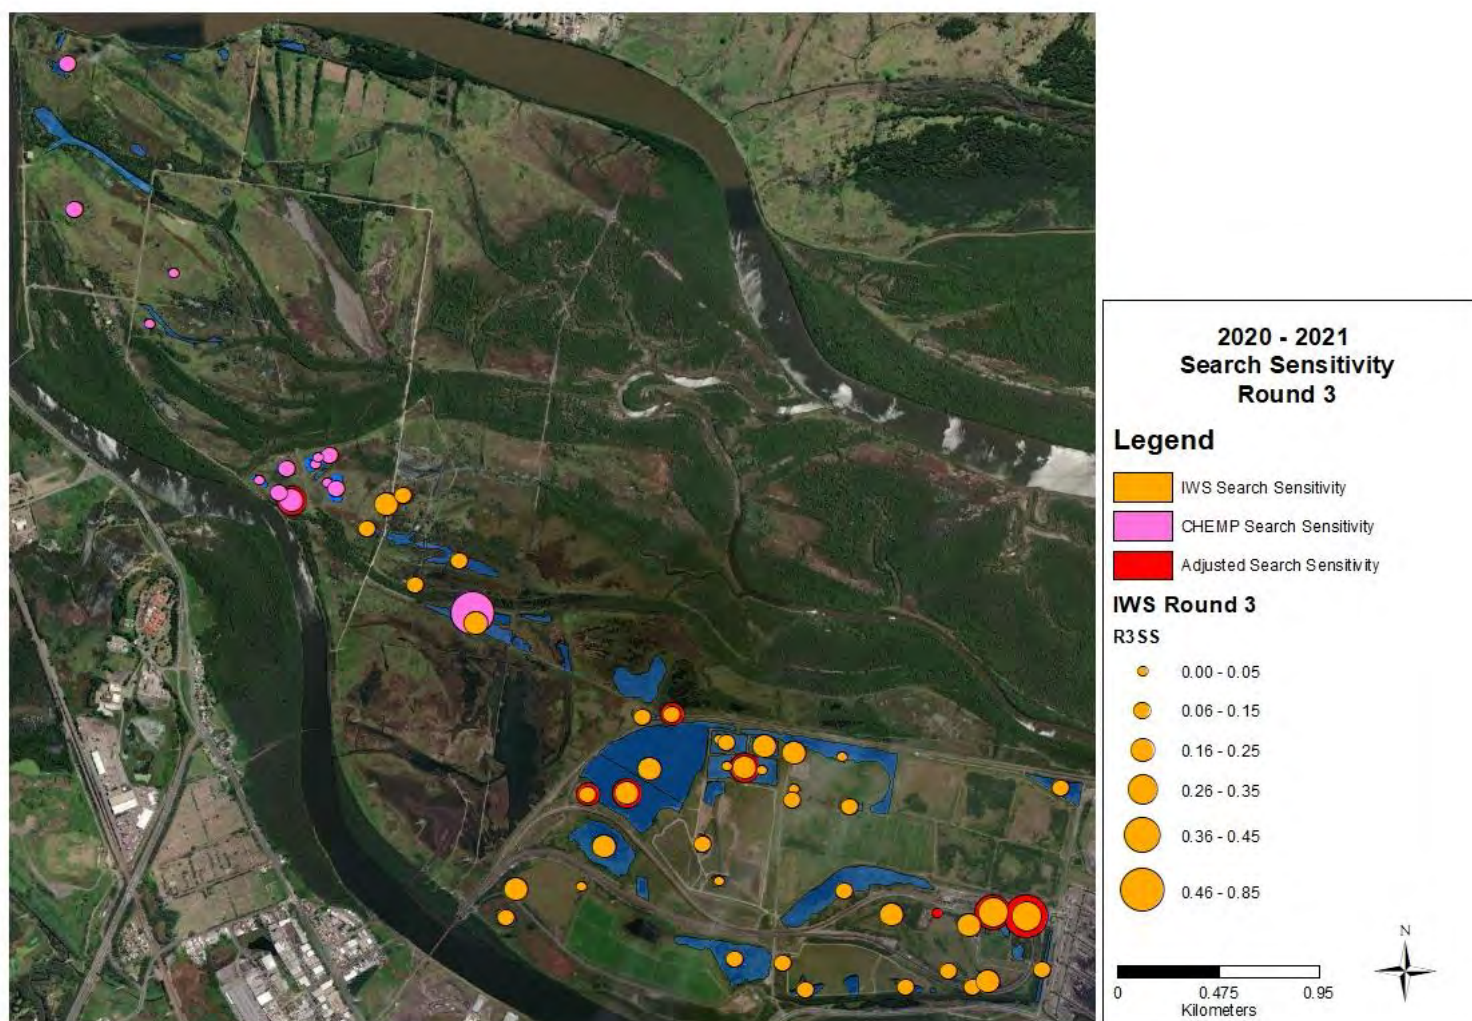 2020 - 2021
Search Sensitivity
Round 3
Legend
IWS Search Sensitivity
CHEMP Search Sensitivity
Adjusted Search Sensitivity
IWS Round 3
R3SS
0.00 - 0.05
0.06 - 0.15
0.16 - 0.25
0.26 - 0.35
0.36 - 0.45
0.46 - 0.85
N
0 0.475 0.95
Kilometers